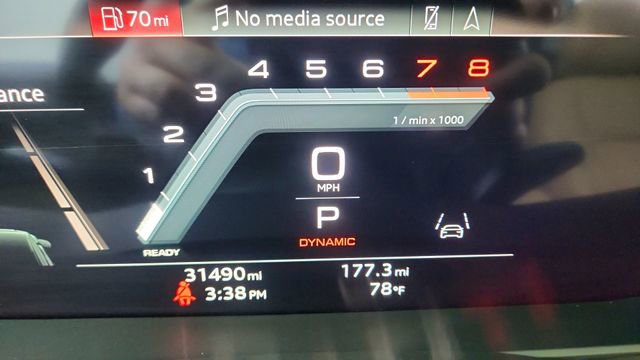 70 mi
No media source
4 5 6 7 8
3
ance
1 / min x 1000
2
0
1
MPH
P
DYNAMIC
READY
31490 mi 177.3 mi
3:38 PM 78°F